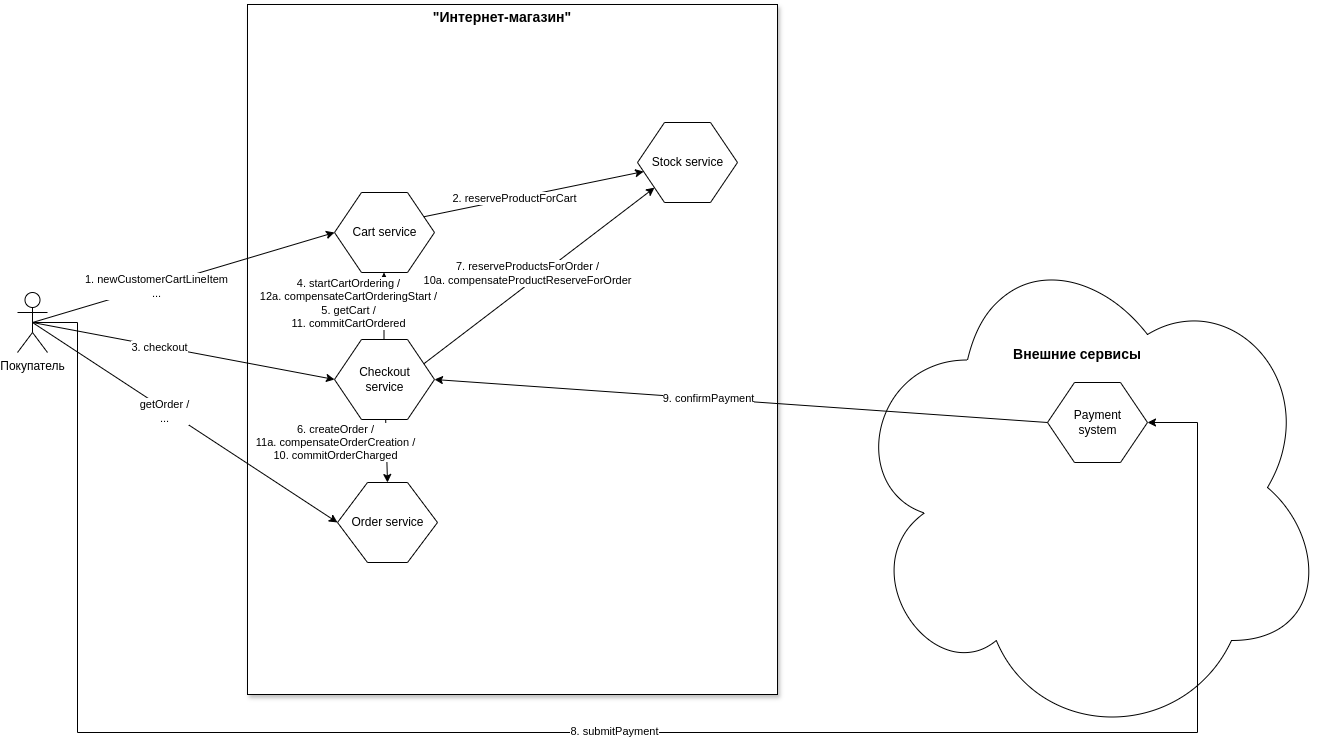 "Интернет-магазин"
Stock service
2. reserveProductForCart
Cart service
1. newCustomerCartLineItem
...
7. reserveProductsForOrder /
10a. compensateProductReserveForOrder
4. startCartOrdering /
12a. compensateCartOrderingStart /
5. getCart /
11. commitCartOrdered
Покупатель
3. checkout
Checkout
service
Внешние сервисы
9. confirmPayment
Payment
system
getOrder /
...
6. createOrder /
11a. compensateOrderCreation /
10. commitOrderCharged
Order service
8. submitPayment